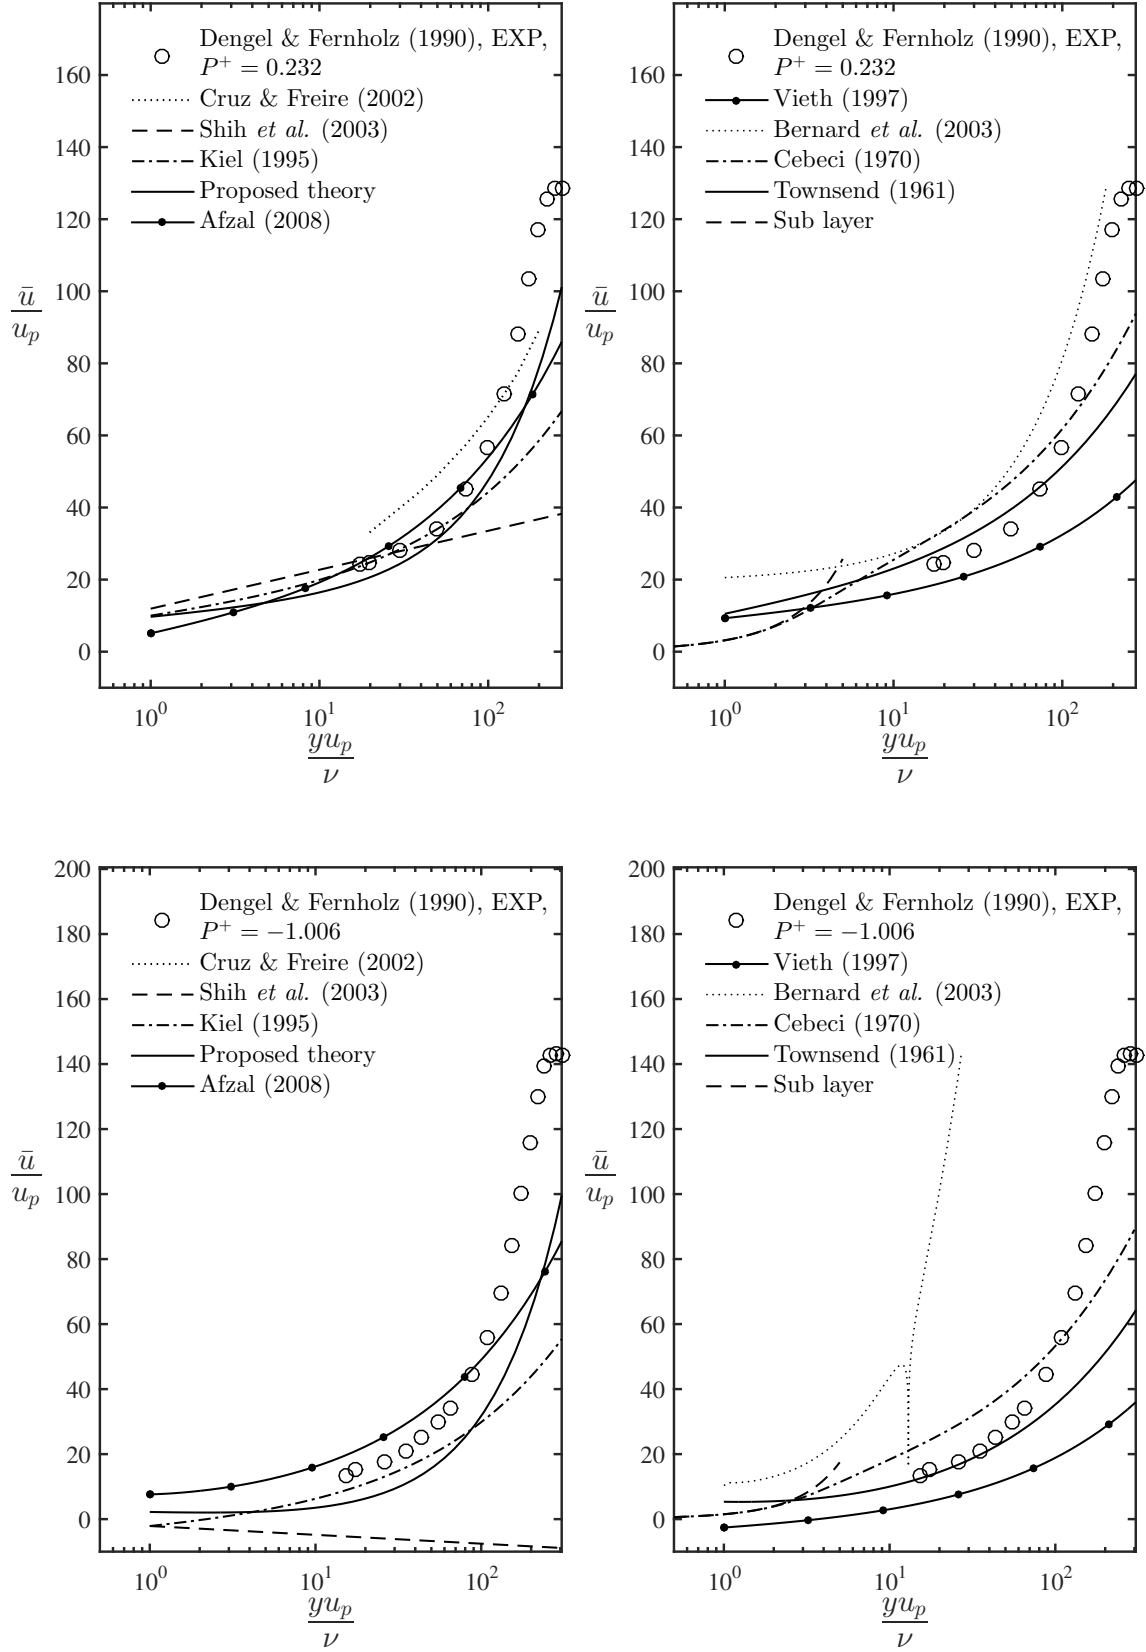 Dengel & Fernholz (1990), EXP,
P⁺ = 0.232
Cruz & Freire (2002)
Shih et al. (2003)
Kiel (1995)
Proposed theory
Afzal (2008)
160
140
120
100
80
60
40
20
0
ū/u_p
10⁰ 10¹ 10²
yu_p/ν
Dengel & Fernholz (1990), EXP,
P⁺ = 0.232
Vieth (1997)
Bernard et al. (2003)
Cebeci (1970)
Townsend (1961)
Sub layer
160
140
120
100
80
60
40
20
0
ū/u_p
10⁰ 10¹ 10²
yu_p/ν
Dengel & Fernholz (1990), EXP,
P⁺ = −1.006
Cruz & Freire (2002)
Shih et al. (2003)
Kiel (1995)
Proposed theory
Afzal (2008)
200
180
160
140
120
100
80
60
40
20
0
ū/u_p
10⁰ 10¹ 10²
yu_p/ν
Dengel & Fernholz (1990), EXP,
P⁺ = −1.006
Vieth (1997)
Bernard et al. (2003)
Cebeci (1970)
Townsend (1961)
Sub layer
200
180
160
140
120
100
80
60
40
20
0
ū/u_p
10⁰ 10¹ 10²
yu_p/ν